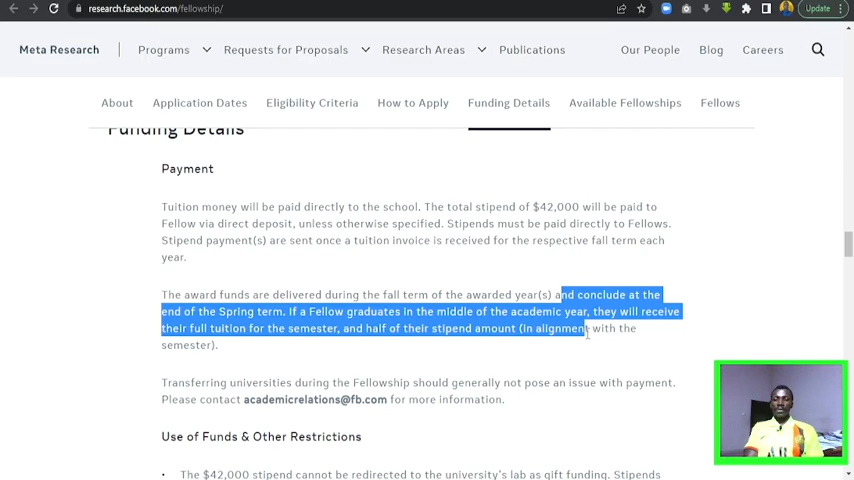 research.facebook.com/fellowship/
Update
Meta Research
Programs
Requests for Proposals
Research Areas
Publications
Our People
Blog
Careers
About
Application Dates
Eligibility Criteria
How to Apply
Funding Details
Available Fellowships
Fellows
Funding Details
Payment
Tuition money will be paid directly to the school. The total stipend of $42,000 will be paid to
Fellow via direct deposit, unless otherwise specified. Stipends must be paid directly to Fellows.
Stipend payment(s) are sent once a tuition invoice is received for the respective fall term each
year.
The award funds are delivered during the fall term of the awarded year(s) and conclude at the
end of the Spring term. If a Fellow graduates in the middle of the academic year, they will receive
their full tuition for the semester, and half of their stipend amount (in alignment with the
semester).
Transferring universities during the Fellowship should generally not pose an issue with payment.
Please contact academicrelations@fb.com for more information.
Use of Funds & Other Restrictions
• The $42,000 stipend cannot be redirected to the university's lab as gift funding. Stipends